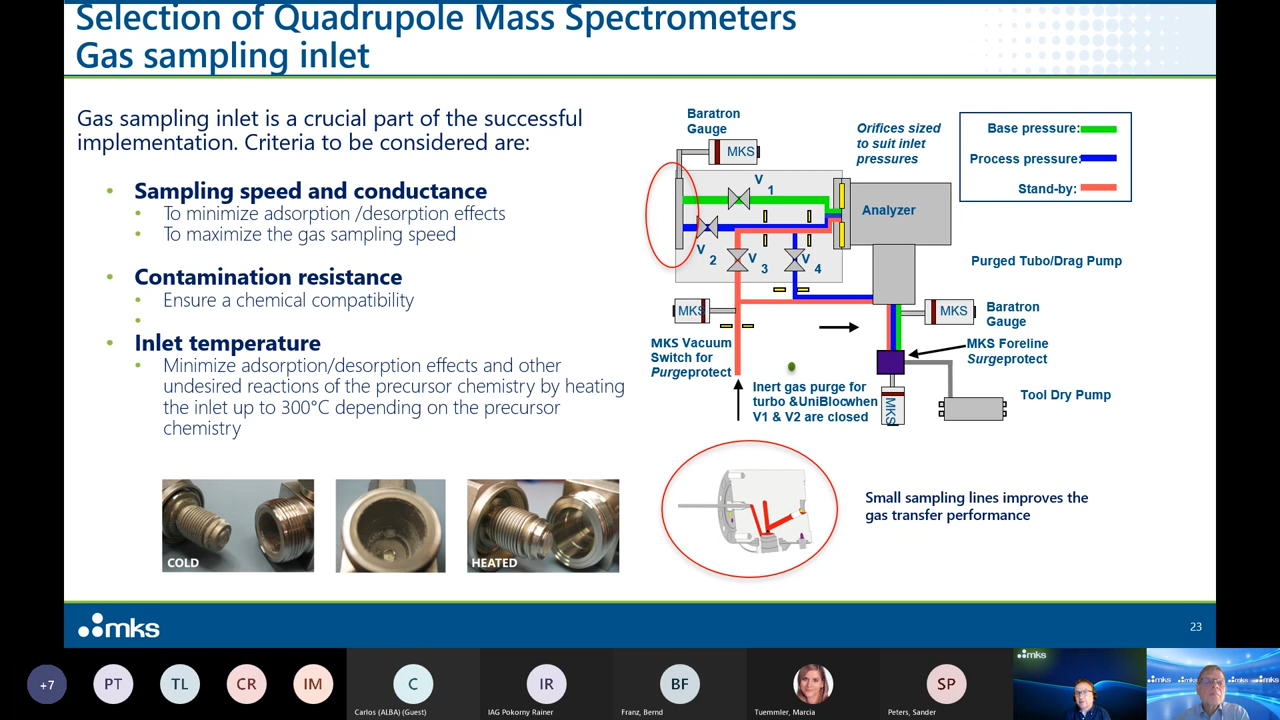 Selection of Quadrupole Mass Spectrometers
Gas sampling inlet
Gas sampling inlet is a crucial part of the successful
implementation. Criteria to be considered are:
Sampling speed and conductance
To minimize adsorption /desorption effects
To maximize the gas sampling speed
Contamination resistance
Ensure a chemical compatibility
Inlet temperature
Minimize adsorption/desorption effects and other
undesired reactions of the precursor chemistry by heating
the inlet up to 300°C depending on the precursor
chemistry
COLD
HEATED
Baratron
Gauge
MKS
Orifices sized
to suit inlet
pressures
Base pressure:
Process pressure:
Stand-by:
V
1
V
2
V
3
V
4
Analyzer
Purged Tubo/Drag Pump
MKS
MKS
Baratron
Gauge
MKS Vacuum
Switch for
Purgeprotect
MKS Foreline
Surgeprotect
Inert gas purge for
turbo &UniBlocwhen
V1 & V2 are closed
MKS
Tool Dry Pump
Small sampling lines improves the
gas transfer performance
mks
23
+7
PT
TL
CR
IM
C
Carlos (ALBA) (Guest)
IR
IAG Pokorny Rainer
BF
Franz, Bernd
Tuemmler, Marcia
SP
Peters, Sander
mks
mks
mks
mks
mks